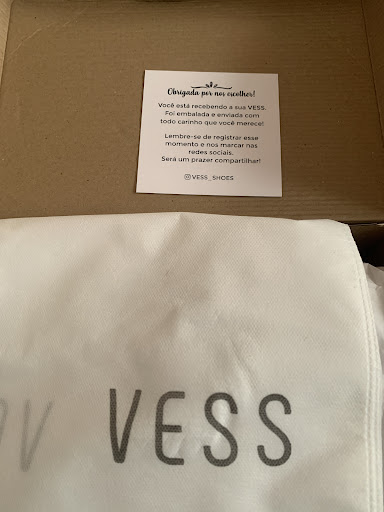 Obrigada por nos escolher!
Você está recebendo a sua VESS.
Foi embalada e enviada com
todo carinho que você merece!
Lembre-se de registrar esse
momento e nos marcar nas
redes sociais.
Será um prazer compartilhar!
VESS_SHOES
VESS